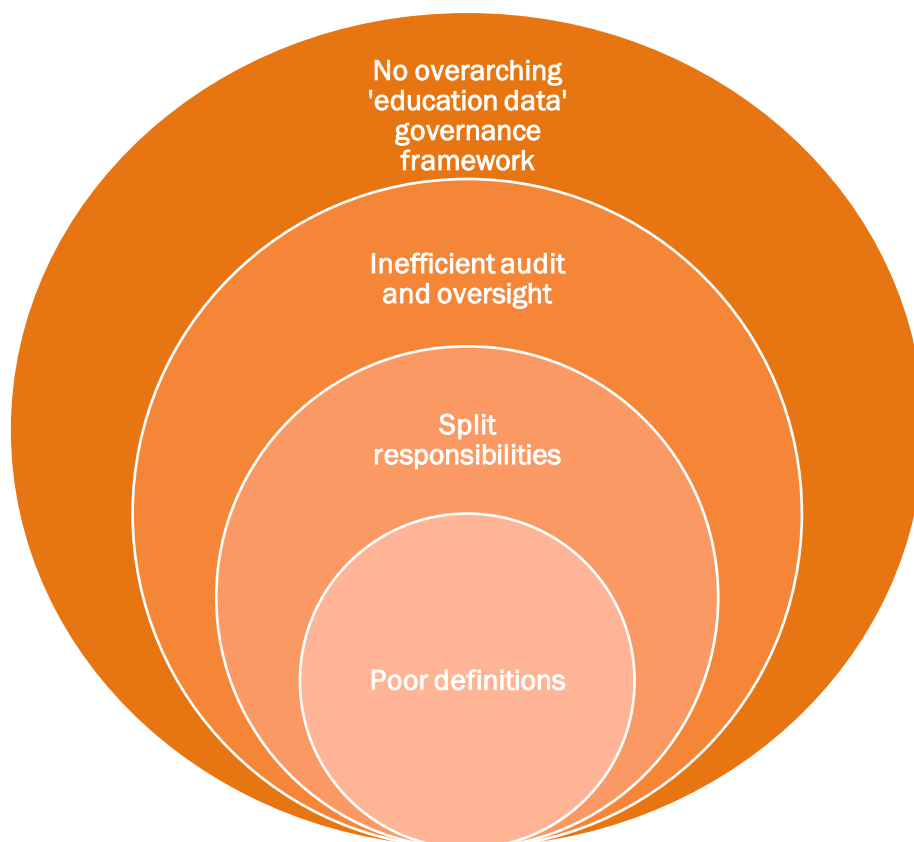 No overarching
'education data'
governance
framework
Inefficient audit
and oversight
Split
responsibilities
Poor definitions